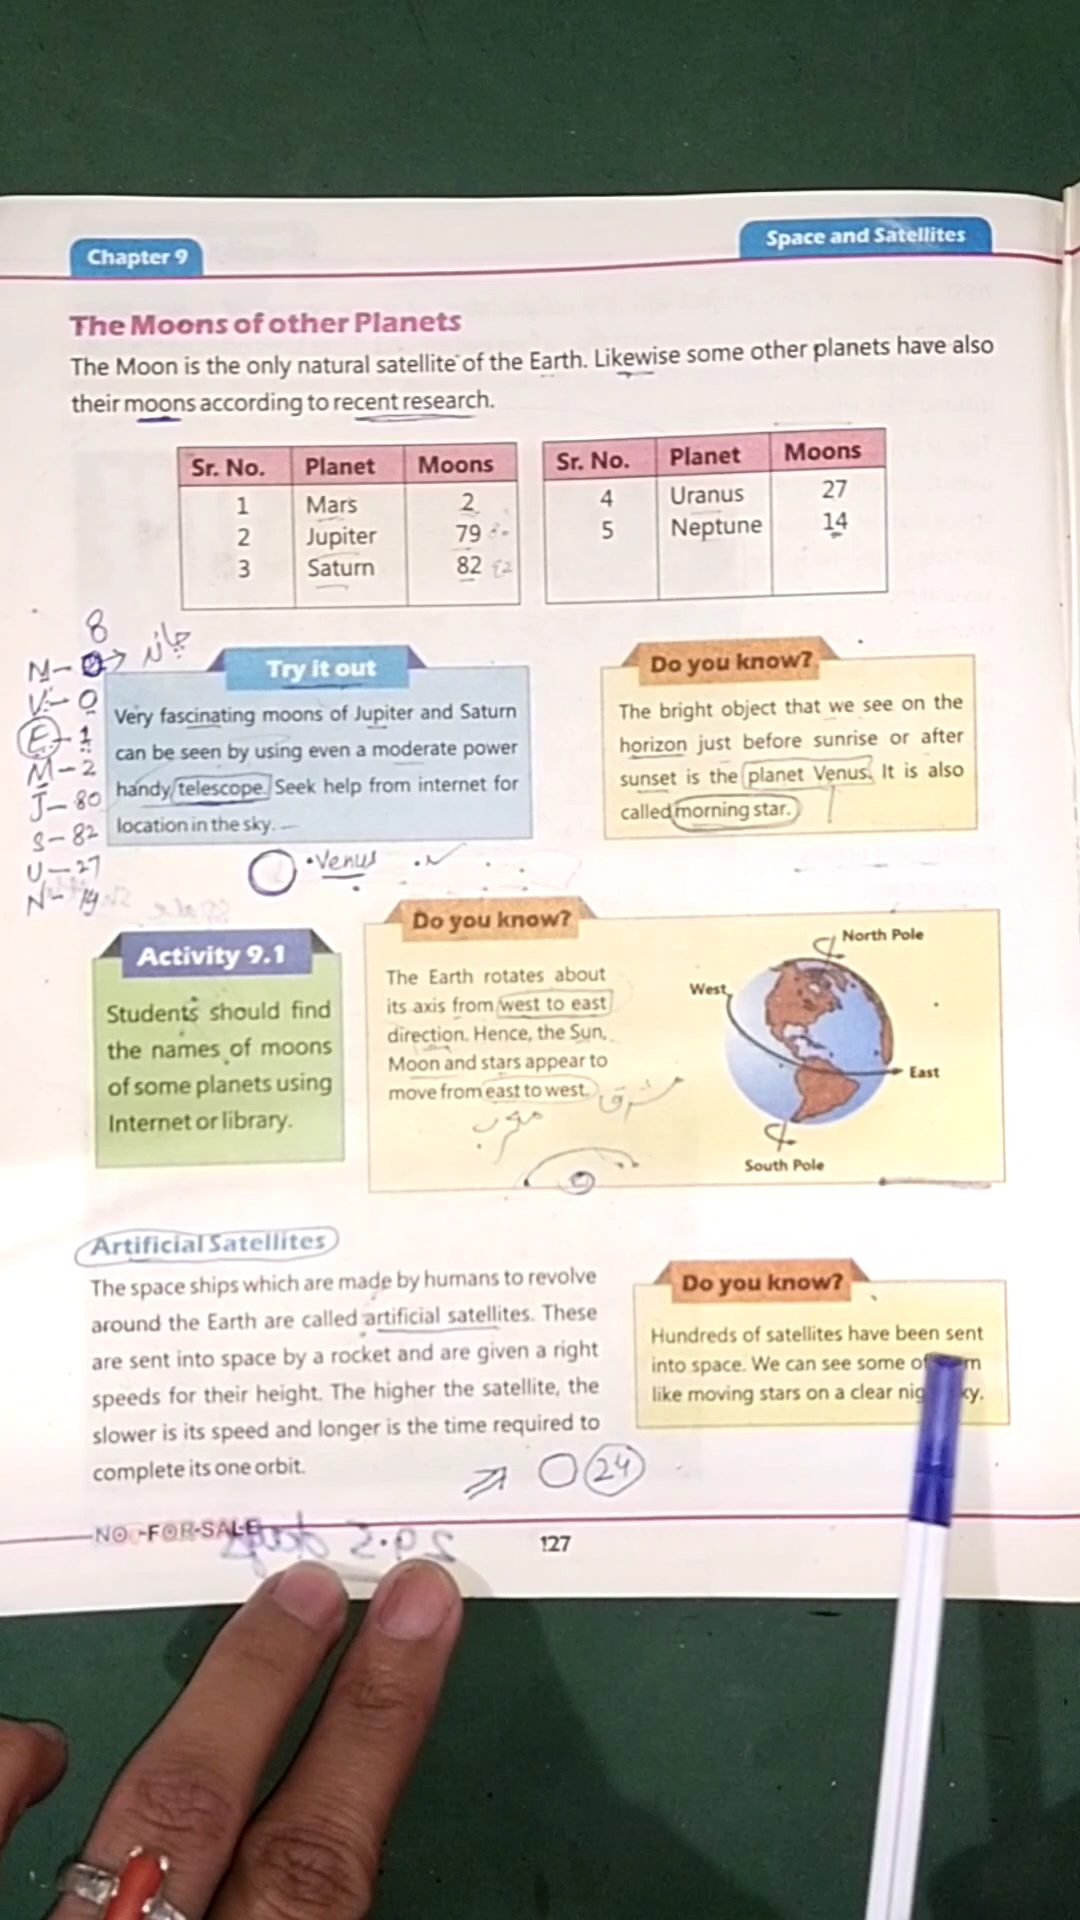 Chapter 9
Space and Satellites
The Moons of other Planets
The Moon is the only natural satellite of the Earth. Likewise some other planets have also
their moons according to recent research.
Sr. No. Planet Moons
1 Mars 2
2 Jupiter 79
3 Saturn 82
Sr. No. Planet Moons
4 Uranus 27
5 Neptune 14
8
M-0 → چاند
V-0
E-1
M-2
J-80
S-82
U-27
N-14
Try it out
Very fascinating moons of Jupiter and Saturn
can be seen by using even a moderate power
handy telescope. Seek help from internet for
location in the sky.
Do you know?
The bright object that we see on the
horizon just before sunrise or after
sunset is the planet Venus. It is also
called morning star.
Venus
Activity 9.1
Students should find
the names of moons
of some planets using
Internet or library.
Do you know?
The Earth rotates about
its axis from west to east
direction. Hence, the Sun,
Moon and stars appear to
move from east to west.
مشرق
مغرب
North Pole
West
East
South Pole
Artificial Satellites
The space ships which are made by humans to revolve
around the Earth are called artificial satellites. These
are sent into space by a rocket and are given a right
speeds for their height. The higher the satellite, the
slower is its speed and longer is the time required to
complete its one orbit.
24
Do you know?
Hundreds of satellites have been sent
into space. We can see some
like moving stars on a clear
NO -FOR-SALE
127